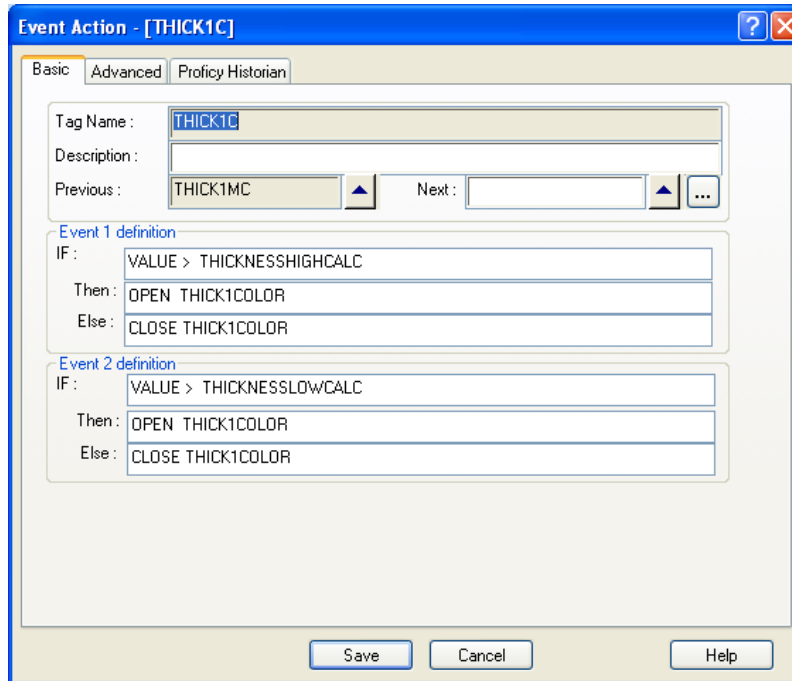 Event Action - [THICK1C]
Basic Advanced Proficy Historian
Tag Name : THICK1C
Description :
Previous : THICK1MC Next : ...
Event 1 definition
IF : VALUE > THICKNESSHIGHCALC
Then : OPEN THICK1COLOR
Else : CLOSE THICK1COLOR
Event 2 definition
IF : VALUE > THICKNESSLOWCALC
Then : OPEN THICK1COLOR
Else : CLOSE THICK1COLOR
Save Cancel Help